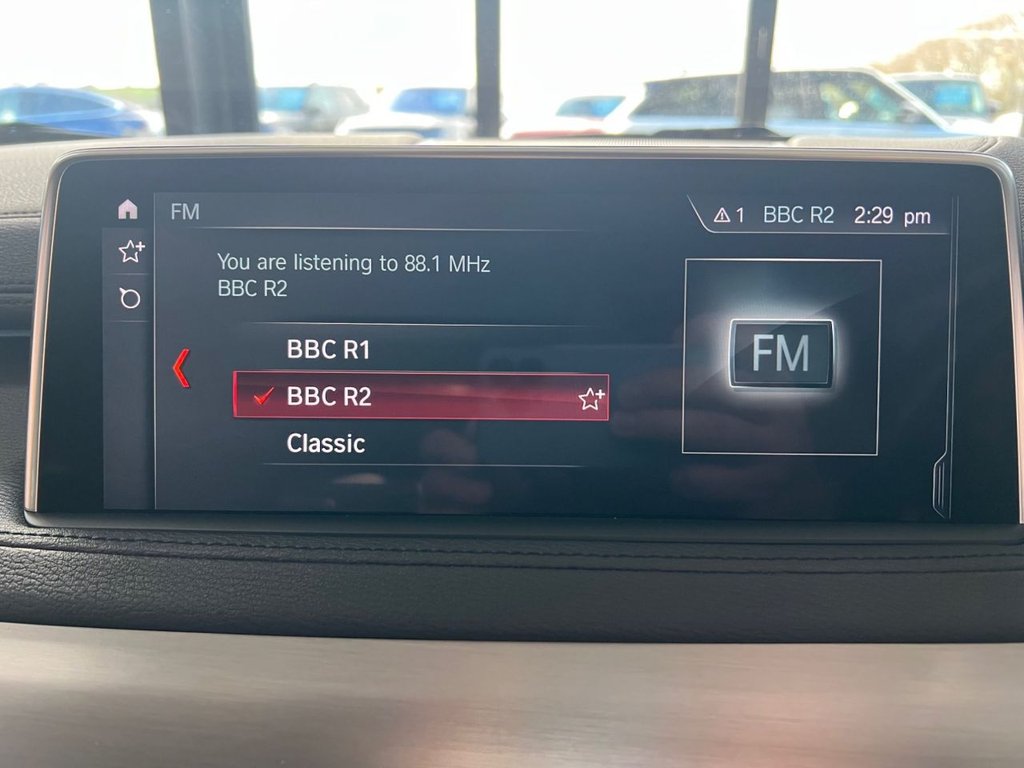 FM
1 BBC R2 2:29 pm
You are listening to 88.1 MHz
BBC R2
BBC R1
BBC R2
Classic
FM